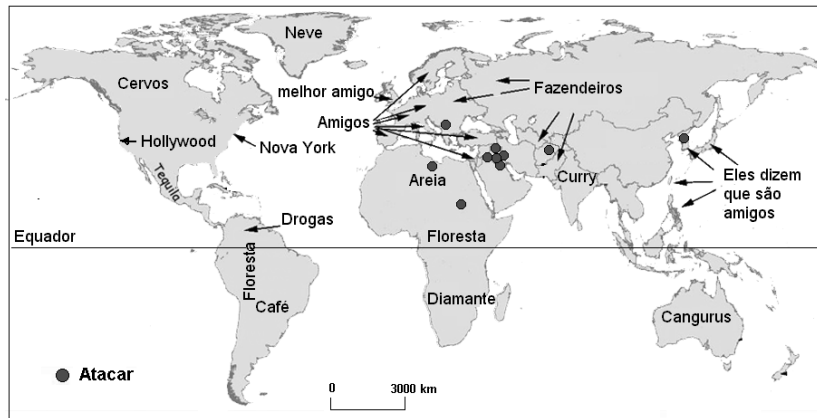 Neve
Cervos
melhor amigo
Fazendeiros
Amigos
Hollywood
Nova York
Tequila
Areia
Curry
Eles dizem
que são
amigos
Drogas
Equador
Floresta
Floresta
Café
Diamante
Cangurus
Atacar
0 3000 km